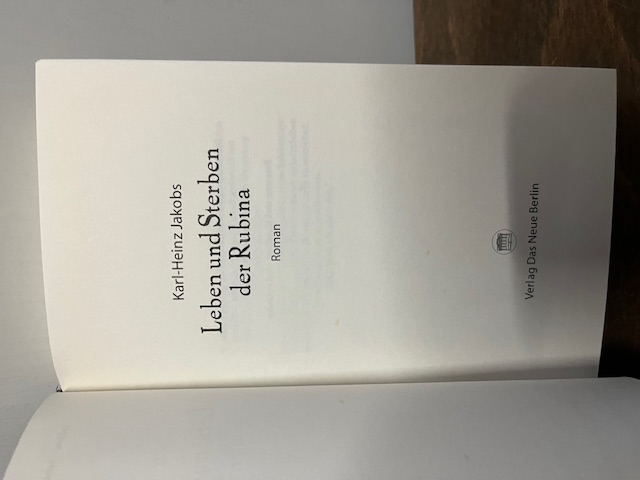 Karl-Heinz Jakobs
Leben und Sterben
der Rubina
Roman
Verlag Das Neue Berlin